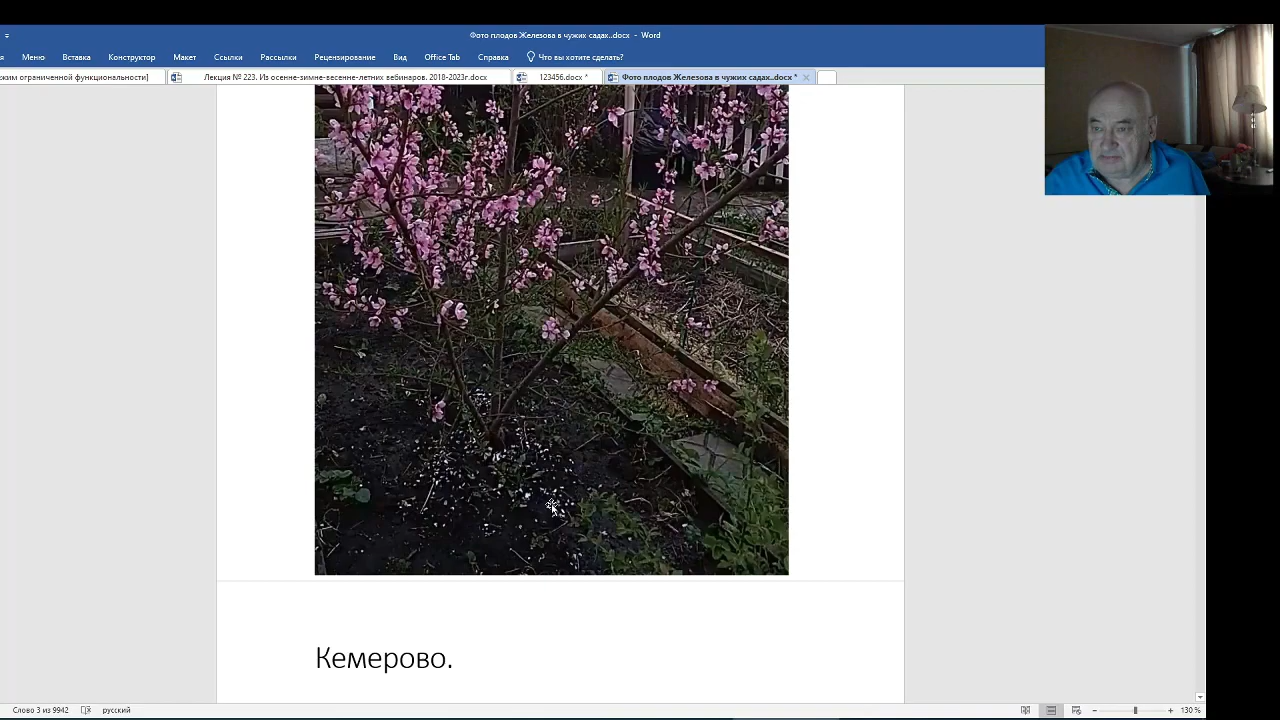 Фото плодов Железова в чужих садах..docx - Word
я Меню Вставка Конструктор Макет Ссылки Рассылки Рецензирование Вид Office Tab Справка Что вы хотите сделать?
жим ограниченной функциональности] Лекция № 223. Из осенне-зимне-весенне-летних вебинаров. 2018-2023г.docx 123456.docx * Фото плодов Железова в чужих садах..docx *
Кемерово.
Слово 3 из 9942 русский 130 %